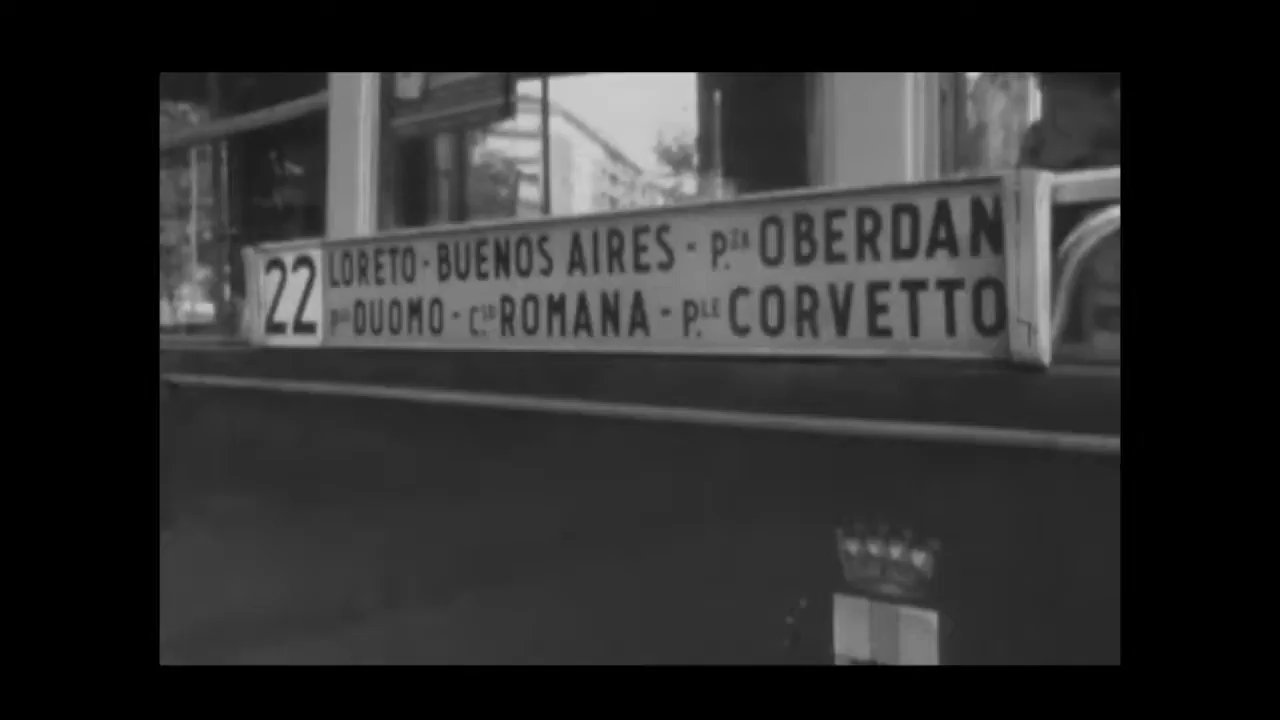 22
LORETO - BUENOS AIRES - P.ZA OBERDAN
P.ZA DUOMO - C.SO ROMANA - P.LE CORVETTO